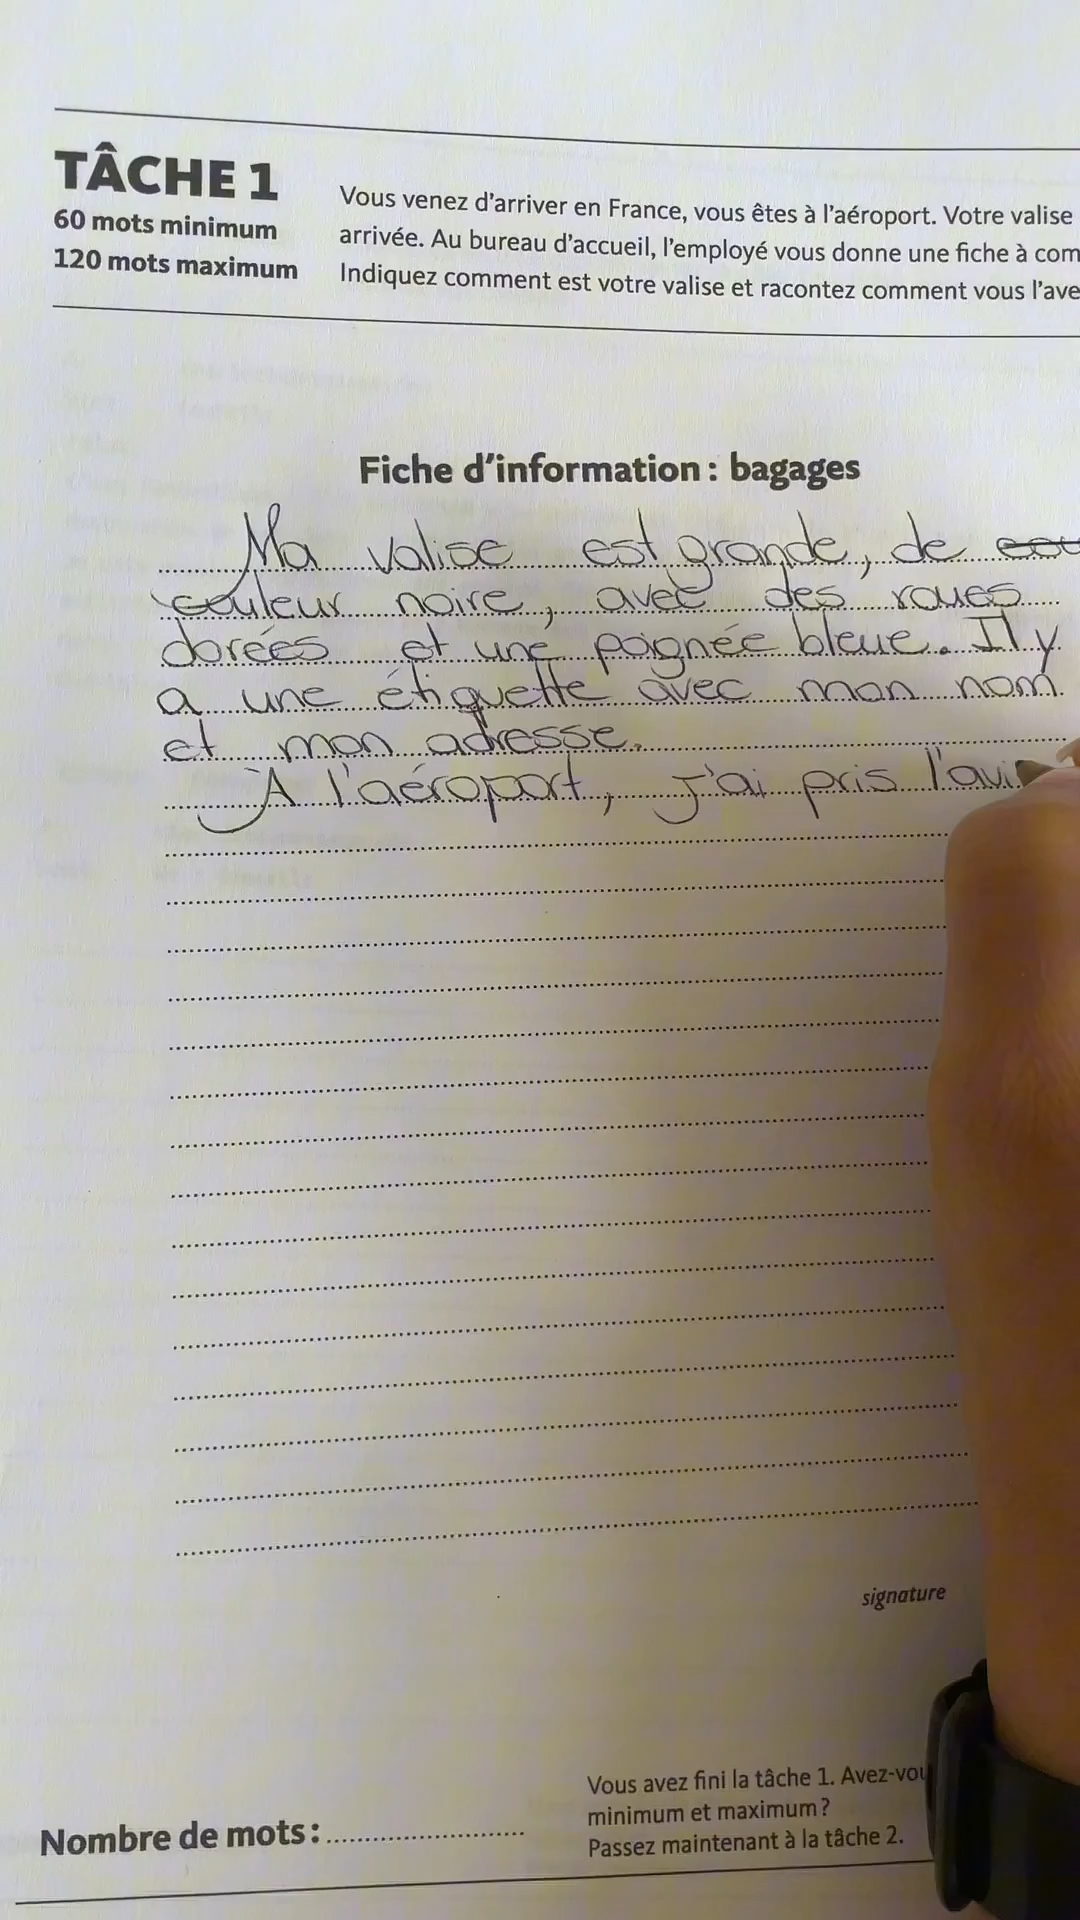 TÂCHE 1
60 mots minimum
120 mots maximum
Vous venez d'arriver en France, vous êtes à l'aéroport. Votre valise
arrivée. Au bureau d'accueil, l'employé vous donne une fiche à com
Indiquez comment est votre valise et racontez comment vous l'ave
Fiche d'information : bagages
Ma valise est grande, de cou
couleur noire, avec des roues
dorées et une poignée bleue. Il y
a une étiquette avec mon nom
et mon adresse.
À l'aéroport, j'ai pris l'avi
signature
Vous avez fini la tâche 1. Avez-vou
minimum et maximum ?
Passez maintenant à la tâche 2.
Nombre de mots :